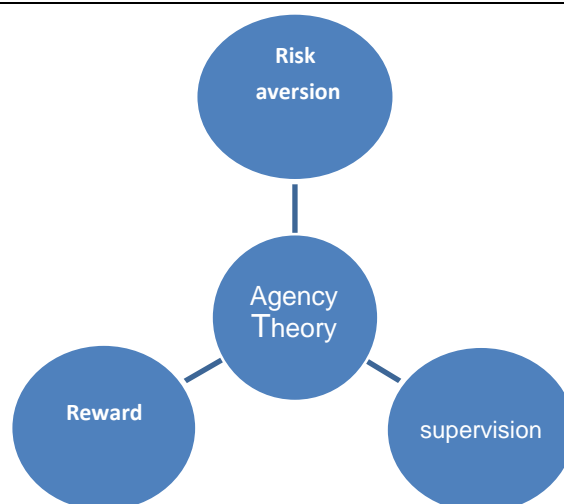 Risk
aversion
Agency
Theory
Reward
supervision